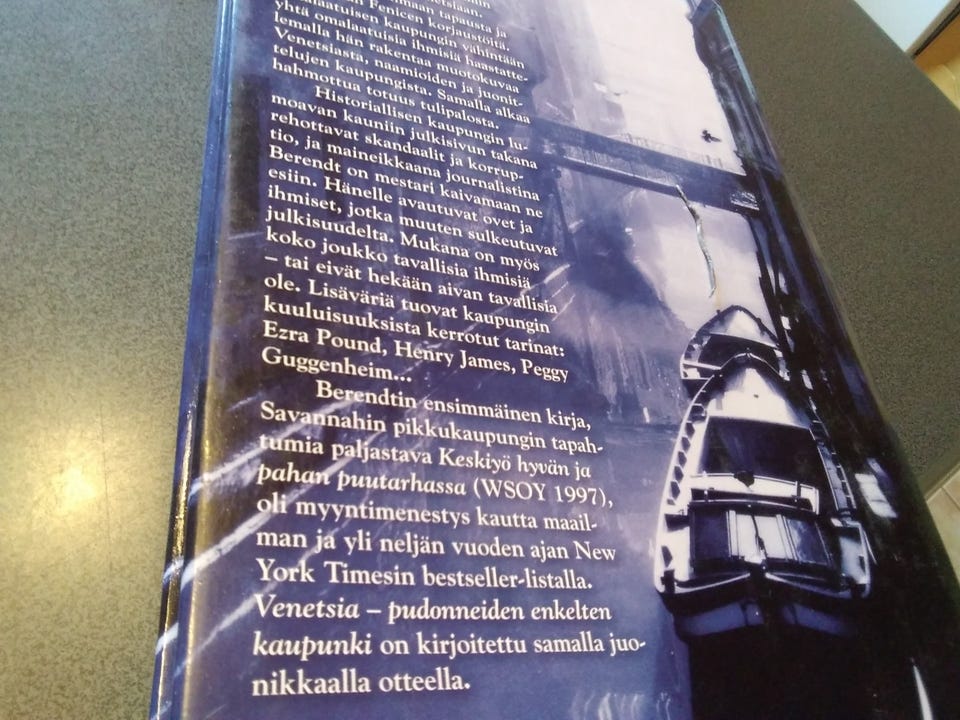 tapausta ja
Fenicen korjaustöitä.
kaupungin vähintään
yhtä omalaatuisia ihmisiä haastatte-
lemalla hän rakentaa muotokuvaa
Venetsiasta, naamioiden ja juonit-
telujen kaupungista. Samalla alkaa
hahmottua totuus tulipalosta.
Historiallisen kaupungin lu-
moavan kauniin julkisivun takana
rehottavat skandaalit ja korrup-
tio, ja maineikkaana journalistina
Berendt on mestari kaivamaan ne
esiin. Hänelle avautuvat ovet ja
ihmiset, jotka muuten sulkeutuvat
julkisuudelta. Mukana on myös
koko joukko tavallisia ihmisiä
– tai eivät hekään aivan tavallisia
ole. Lisäväriä tuovat kaupungin
kuuluisuuksista kerrotut tarinat:
Ezra Pound, Henry James, Peggy
Guggenheim...
Berendtin ensimmäinen kirja,
Savannahin pikkukaupungin tapah-
tumia paljastava Keskiyö hyvän ja
pahan puutarhassa (WSOY 1997),
oli myyntimenestys kautta maail-
man ja yli neljän vuoden ajan New
York Timesin bestseller-listalla.
Venetsia – pudonneiden enkelten
kaupunki on kirjoitettu samalla juo-
nikkaalla otteella.